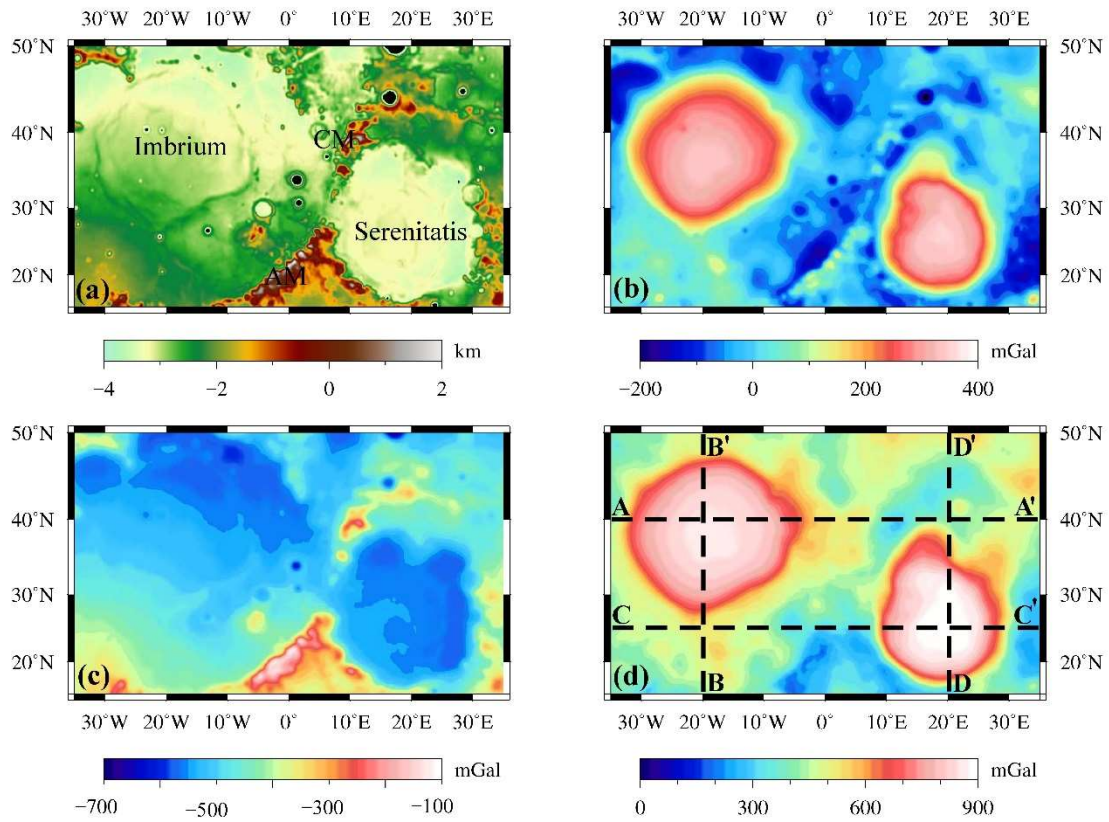 30˚W 20˚W 10˚W 0˚ 10˚E 20˚E 30˚E
30˚W 20˚W 10˚W 0˚ 10˚E 20˚E 30˚E
50˚N
40˚N
30˚N
20˚N
Imbrium
CM
Serenitatis
AM
(a)
50˚N
40˚N
30˚N
20˚N
(b)
km
−4 −2 0 2
mGal
−200 0 200 400
50˚N
40˚N
30˚N
20˚N
(c)
30˚W 20˚W 10˚W 0˚ 10˚E 20˚E 30˚E
B' D'
A A'
C C'
B D
(d)
50˚N
40˚N
30˚N
20˚N
30˚W 20˚W 10˚W 0˚ 10˚E 20˚E 30˚E
mGal
−700 −500 −300 −100
mGal
0 300 600 900